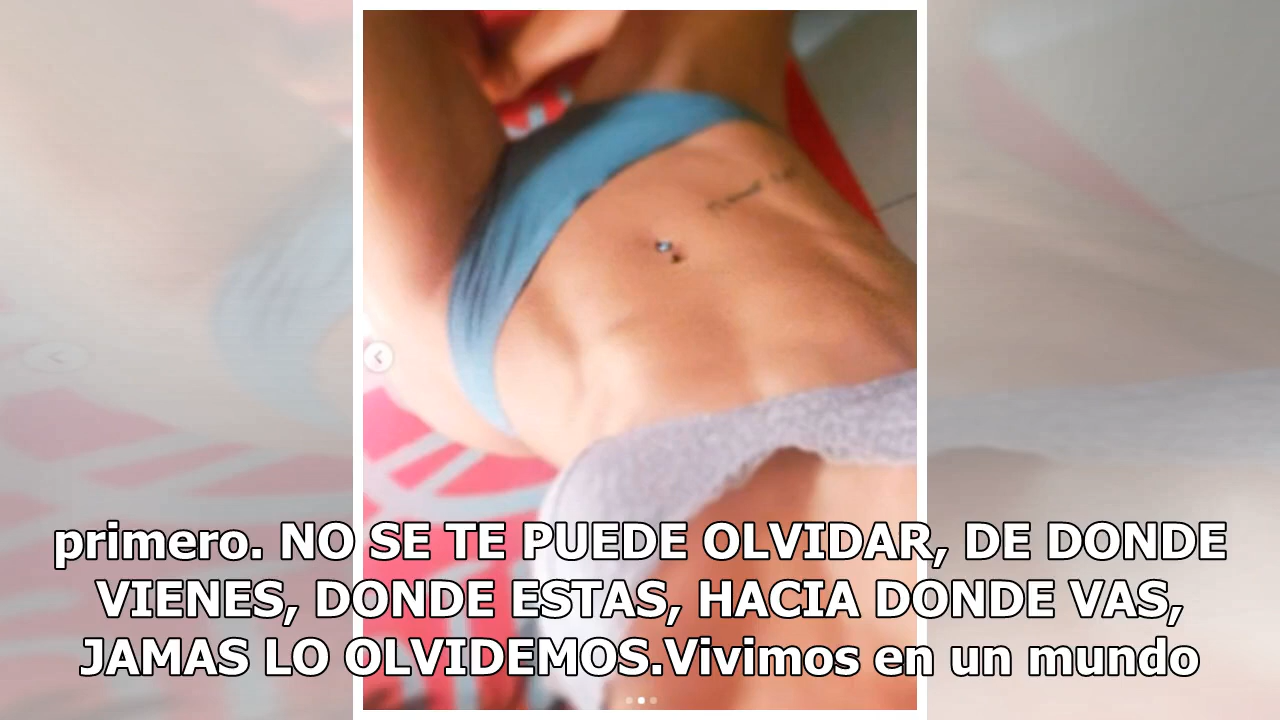 primero. NO SE TE PUEDE OLVIDAR, DE DONDE
VIENES, DONDE ESTAS, HACIA DONDE VAS,
JAMAS LO OLVIDEMOS.Vivimos en un mundo